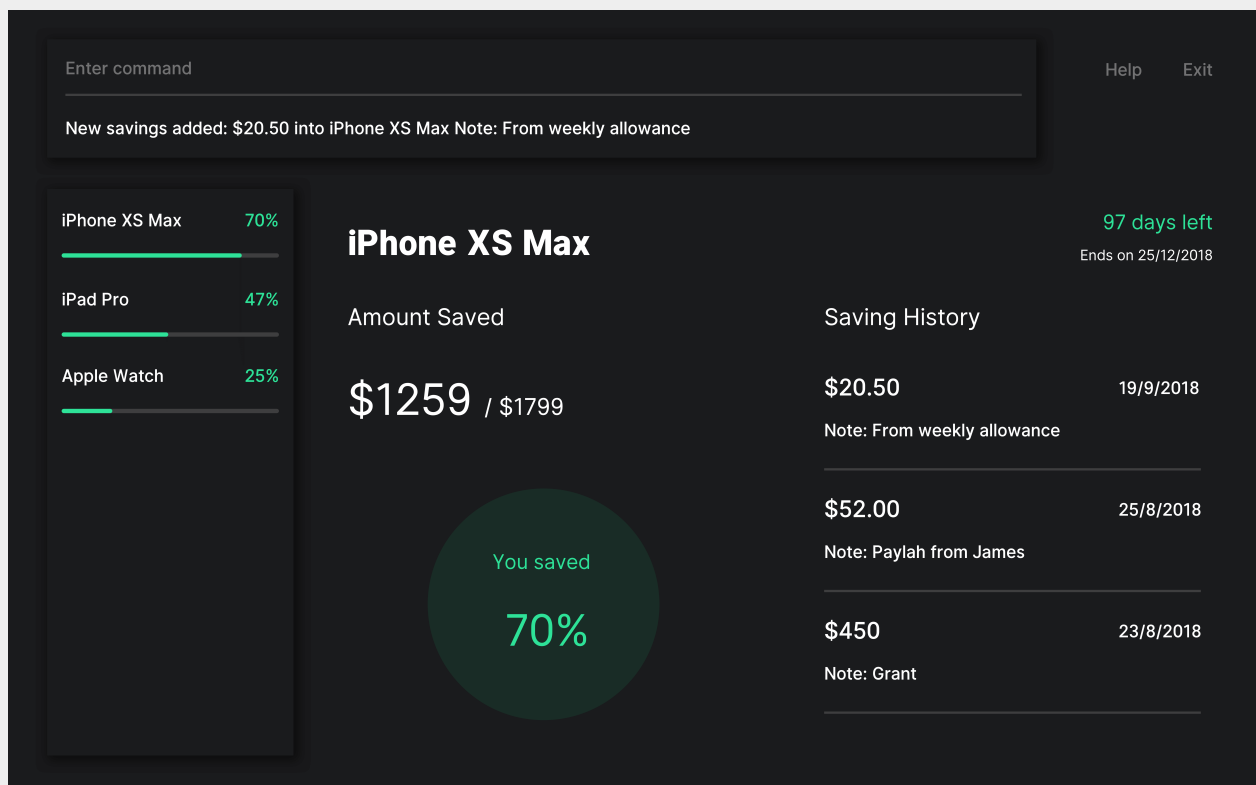 Enter command
Help
Exit
New savings added: $20.50 into iPhone XS Max Note: From weekly allowance
iPhone XS Max 70%
iPad Pro 47%
Apple Watch 25%
iPhone XS Max
97 days left
Ends on 25/12/2018
Amount Saved
$1259 / $1799
You saved
70%
Saving History
$20.50 19/9/2018
Note: From weekly allowance
$52.00 25/8/2018
Note: Paylah from James
$450 23/8/2018
Note: Grant